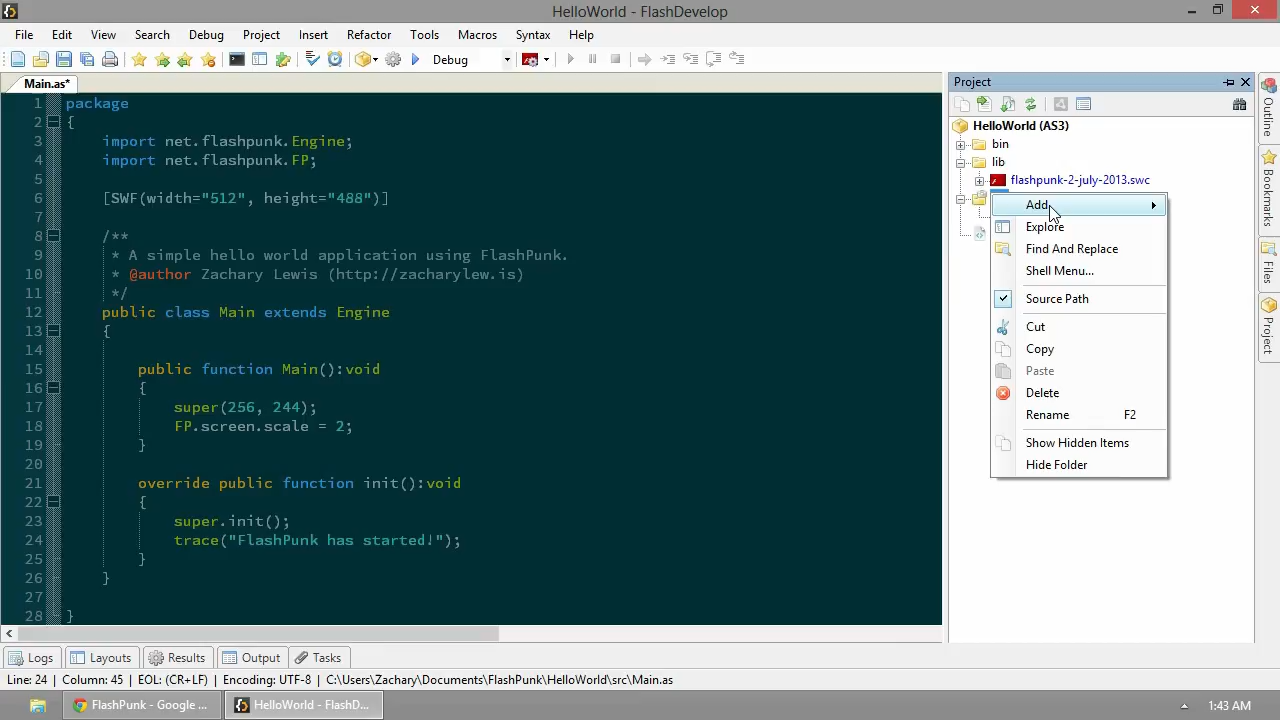 HelloWorld - FlashDevelop
File Edit View Search Debug Project Insert Refactor Tools Macros Syntax Help
Debug
Main.as*
1 package
2 {
3 import net.flashpunk.Engine;
4 import net.flashpunk.FP;
5
6 [SWF(width="512", height="488")]
7
8 /**
9 * A simple hello world application using FlashPunk.
10 * @author Zachary Lewis (http://zacharylew.is)
11 */
12 public class Main extends Engine
13 {
14
15 public function Main():void
16 {
17 super(256, 244);
18 FP.screen.scale = 2;
19 }
20
21 override public function init():void
22 {
23 super.init();
24 trace("FlashPunk has started!");
25 }
26 }
27
28 }
Project
HelloWorld (AS3)
bin
lib
flashpunk-2-july-2013.swc
Add
Explore
Find And Replace
Shell Menu...
Source Path
Cut
Copy
Paste
Delete
Rename F2
Show Hidden Items
Hide Folder
Outline
Bookmarks
Files
Project
Logs Layouts Results Output Tasks
Line: 24 Column: 45 EOL: (CR+LF) Encoding: UTF-8 C:\Users\Zachary\Documents\FlashPunk\HelloWorld\src\Main.as
FlashPunk - Google ... HelloWorld - FlashD... 1:43 AM